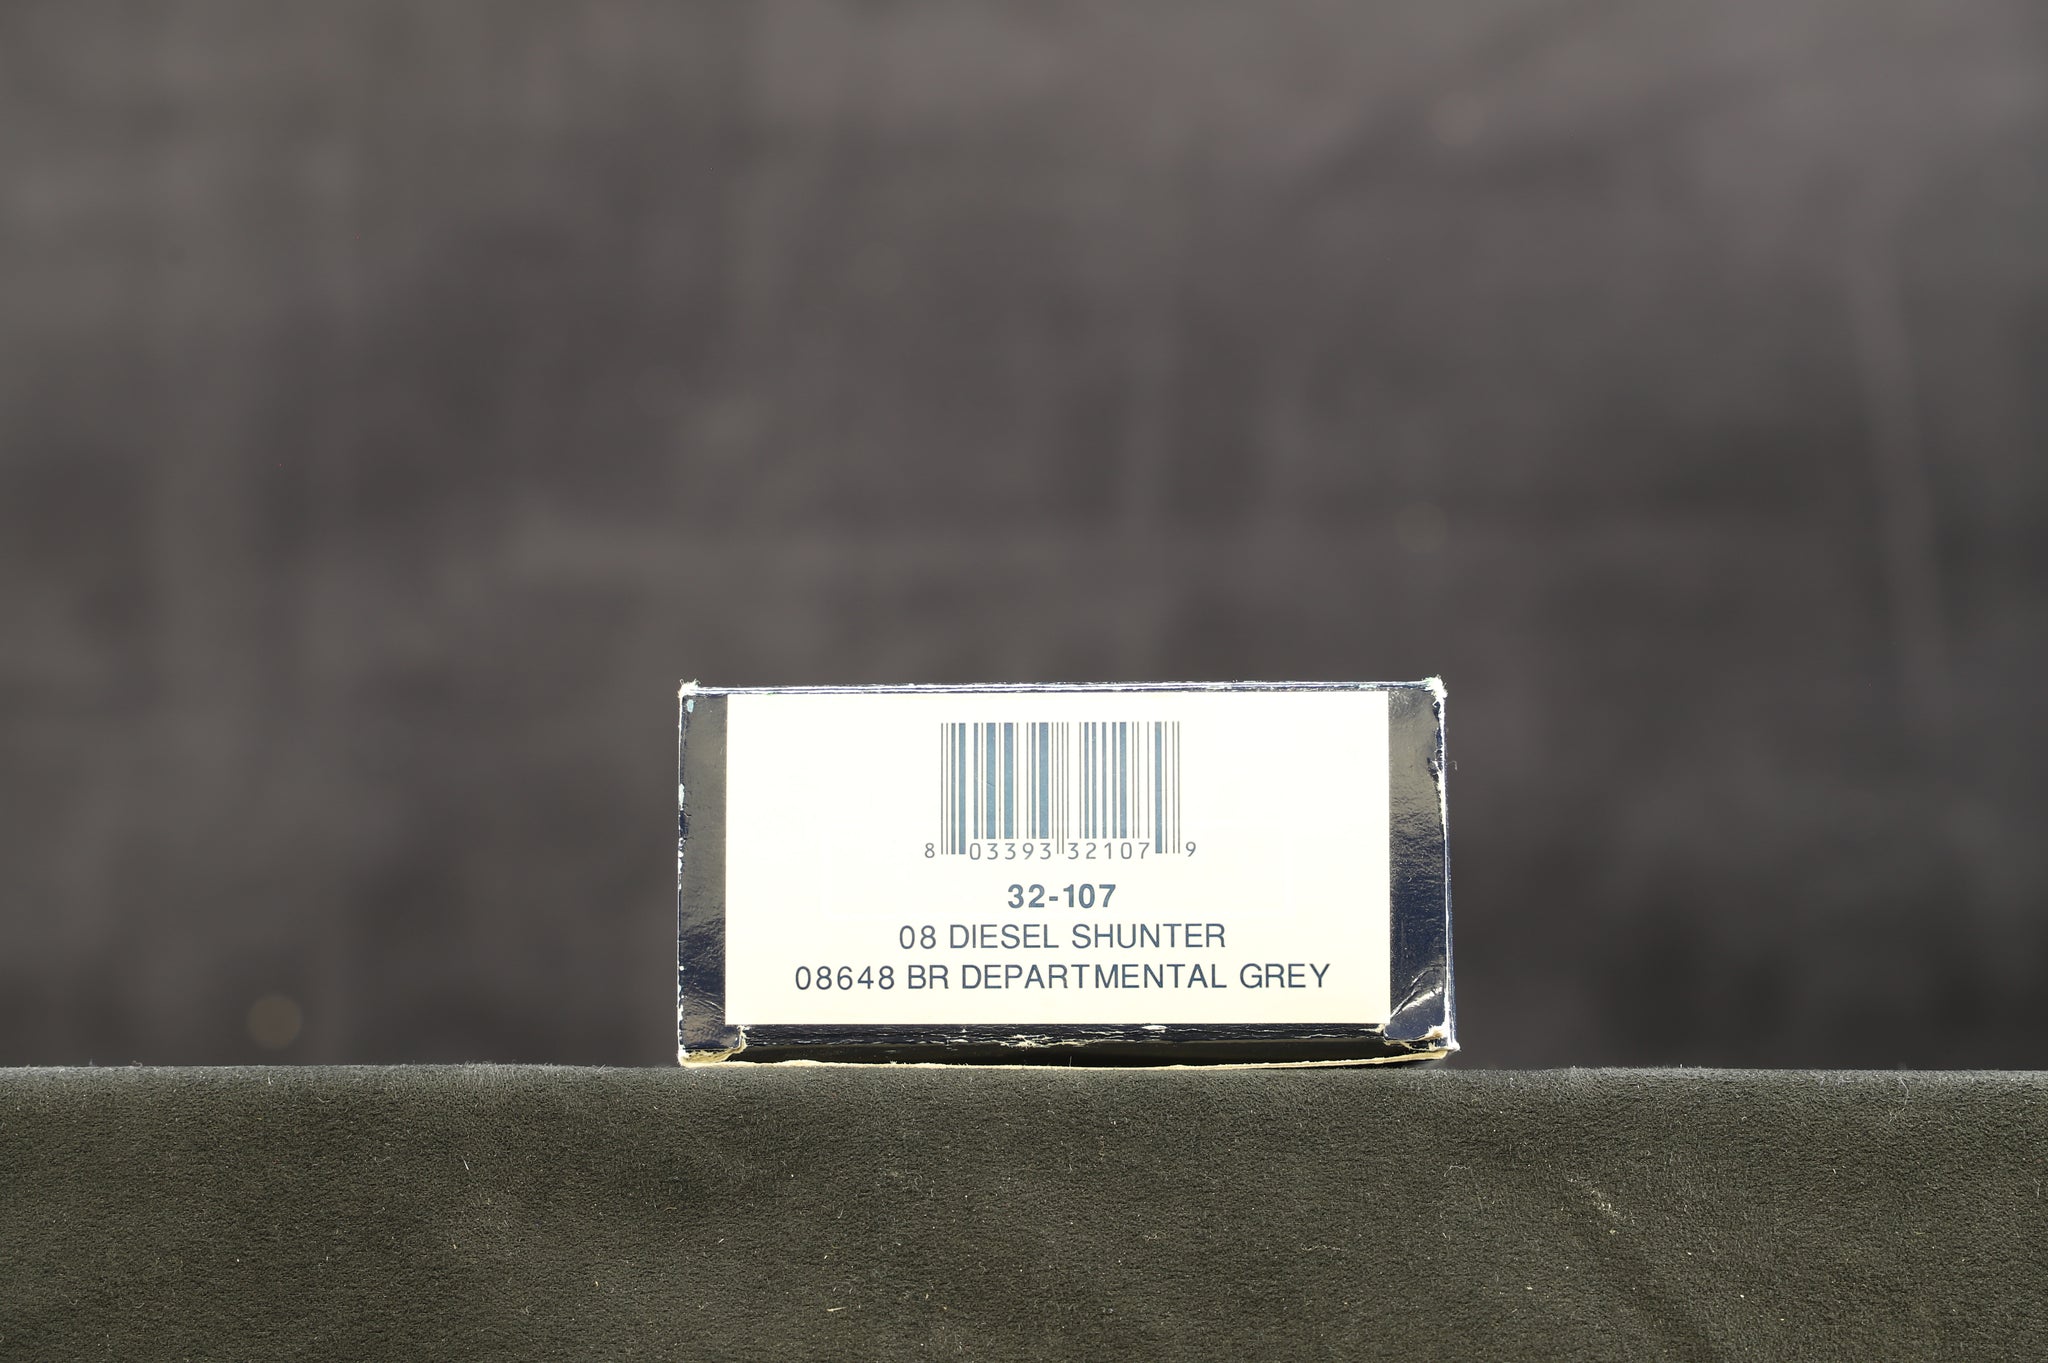 8 03393 32107 9
32-107
08 DIESEL SHUNTER
08648 BR DEPARTMENTAL GREY